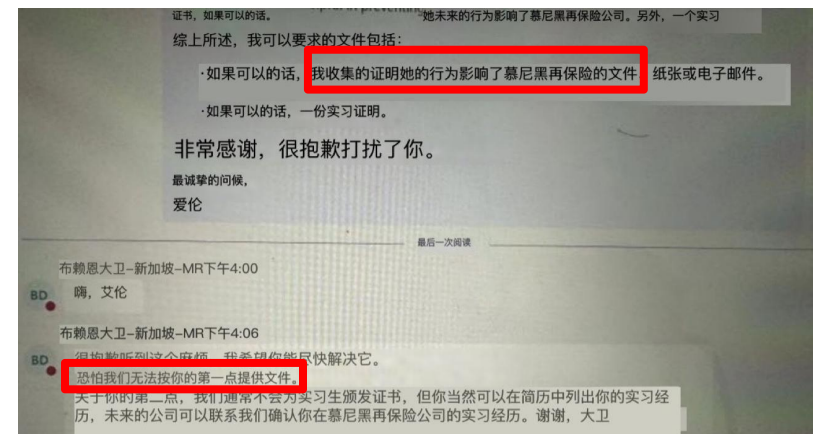 证书，如果可以的话。
-她未来的行为影响了慕尼黑再保险公司。另外，一个实习
综上所述，我可以要求的文件包括：
·如果可以的话，我收集的证明她的行为影响了慕尼黑再保险的文件，纸张或电子邮件。
·如果可以的话，一份实习证明。
非常感谢，很抱歉打扰了你。
最诚挚的问候，
爱伦
最后一次阅读
布赖恩大卫-新加坡-MR下午4:00
BD 嗨，艾伦
布赖恩大卫-新加坡-MR下午4:06
BD 很抱歉听到这个麻烦，我希望你能尽快解决它。
恐怕我们无法按你的第一点提供文件。
关于你的第二点，我们通常不会为实习生颁发证书，但你当然可以在简历中列出你的实习经
历，未来的公司可以联系我们确认你在慕尼黑再保险公司的实习经历。谢谢，大卫